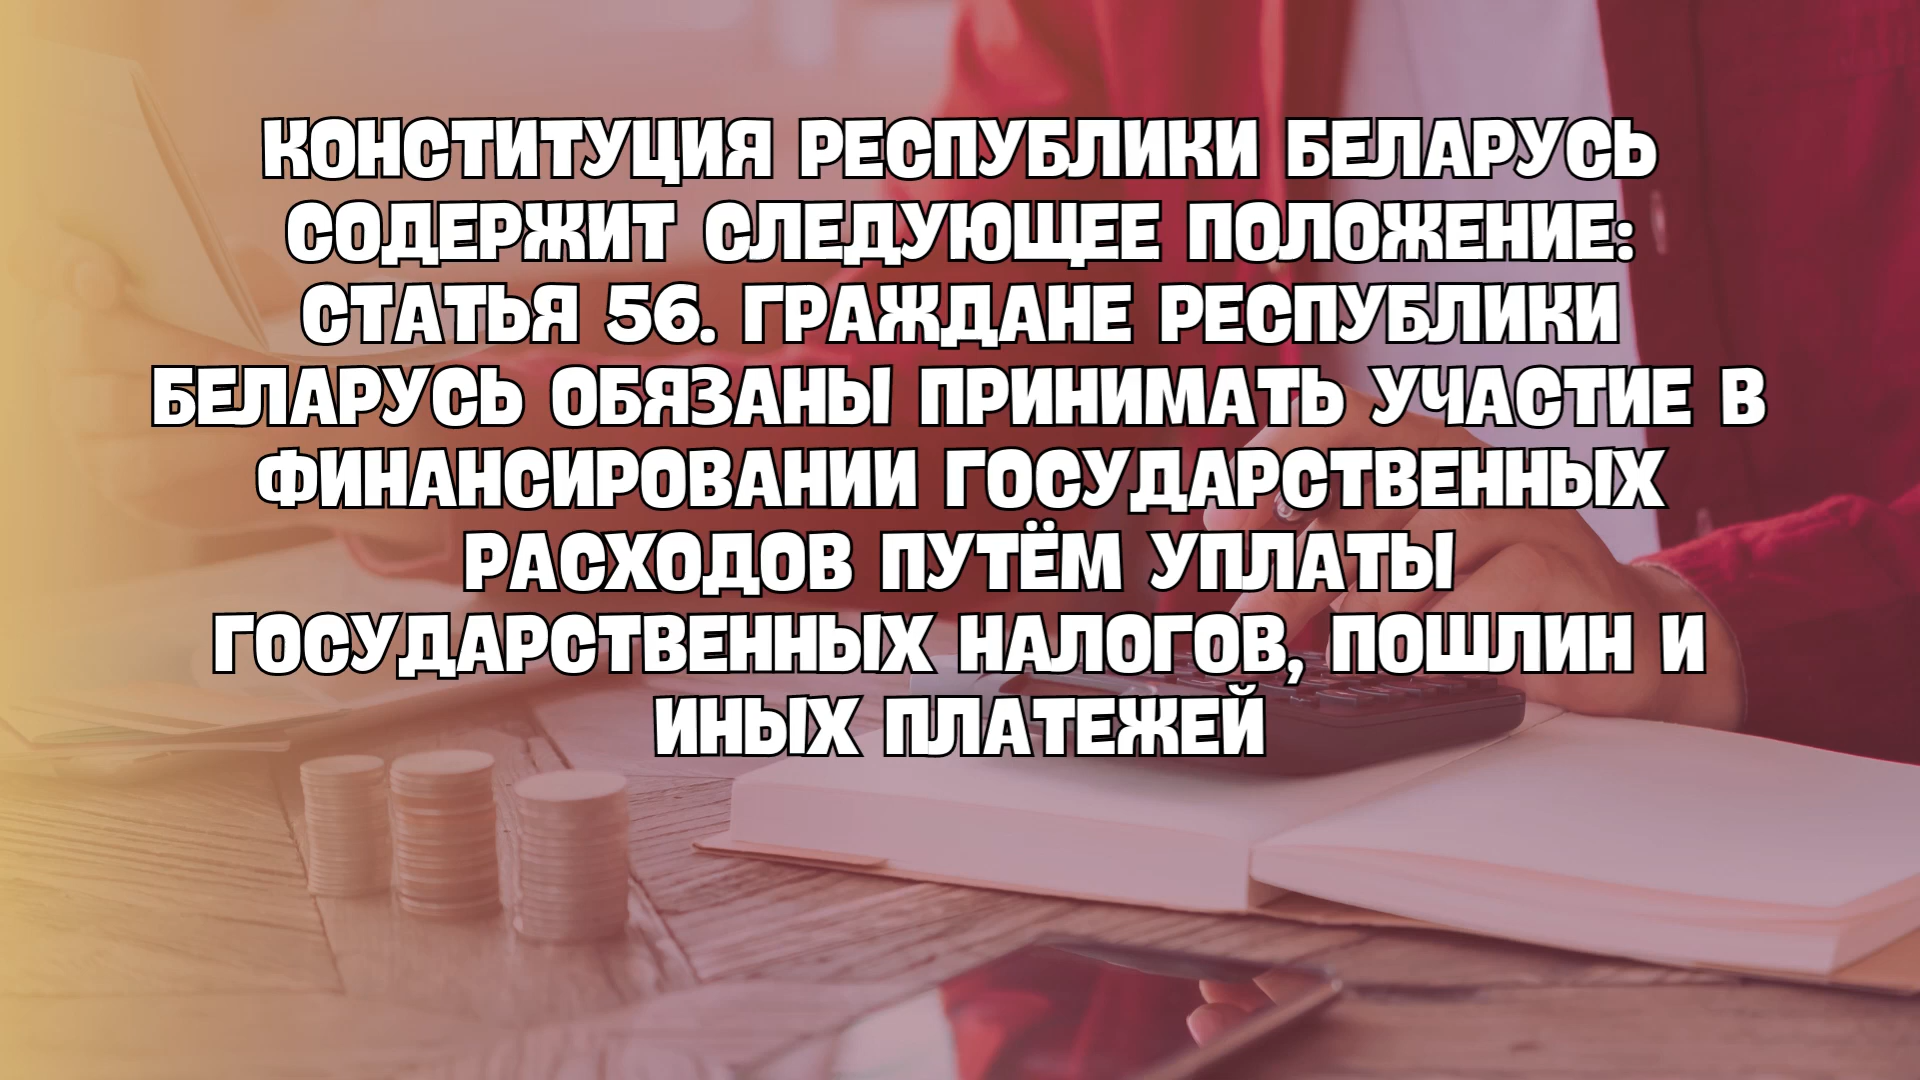 КОНСТИТУЦИЯ РЕСПУБЛИКИ БЕЛАРУСЬ
СОДЕРЖИТ СЛЕДУЮЩЕЕ ПОЛОЖЕНИЕ:
СТАТЬЯ 56. ГРАЖДАНЕ РЕСПУБЛИКИ
БЕЛАРУСЬ ОБЯЗАНЫ ПРИНИМАТЬ УЧАСТИЕ В
ФИНАНСИРОВАНИИ ГОСУДАРСТВЕННЫХ
РАСХОДОВ ПУТЁМ УПЛАТЫ
ГОСУДАРСТВЕННЫХ НАЛОГОВ, ПОШЛИН И
ИНЫХ ПЛАТЕЖЕЙ